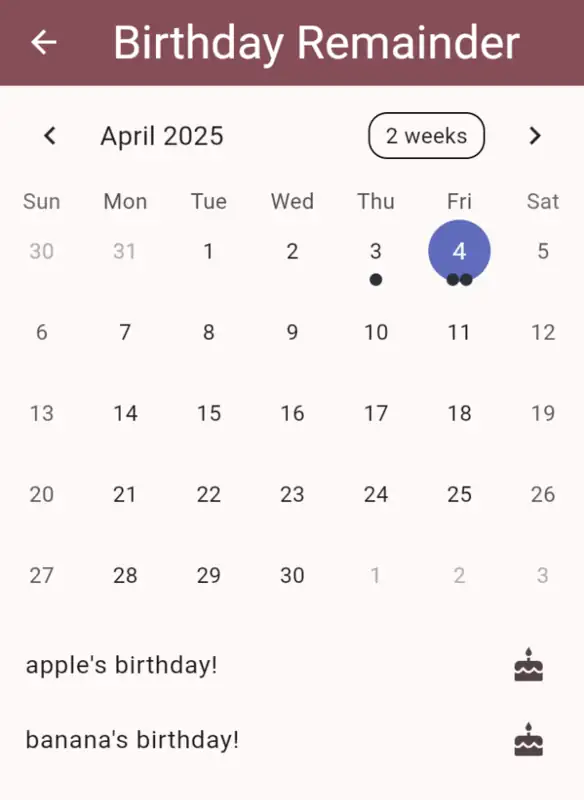 Birthday Remainder
April 2025 2 weeks
Sun Mon Tue Wed Thu Fri Sat
30 31 1 2 3 4 5
6 7 8 9 10 11 12
13 14 15 16 17 18 19
20 21 22 23 24 25 26
27 28 29 30 1 2 3
apple's birthday!
banana's birthday!